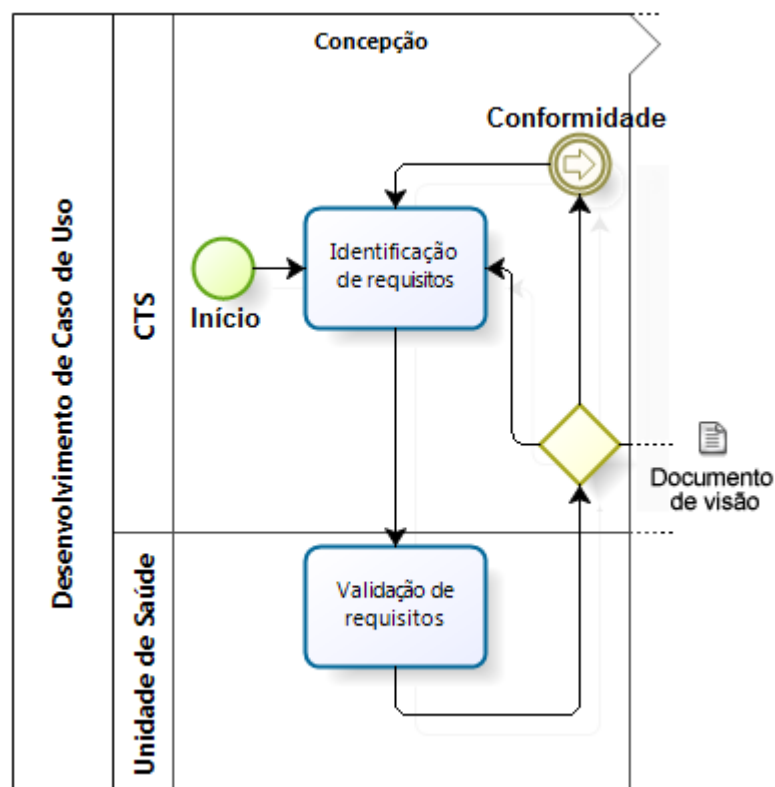 Concepção
Conformidade
Desenvolvimento de Caso de Uso
CTS
Identificação
de requisitos
Início
Documento
de visão
Unidade de Saúde
Validação de
requisitos